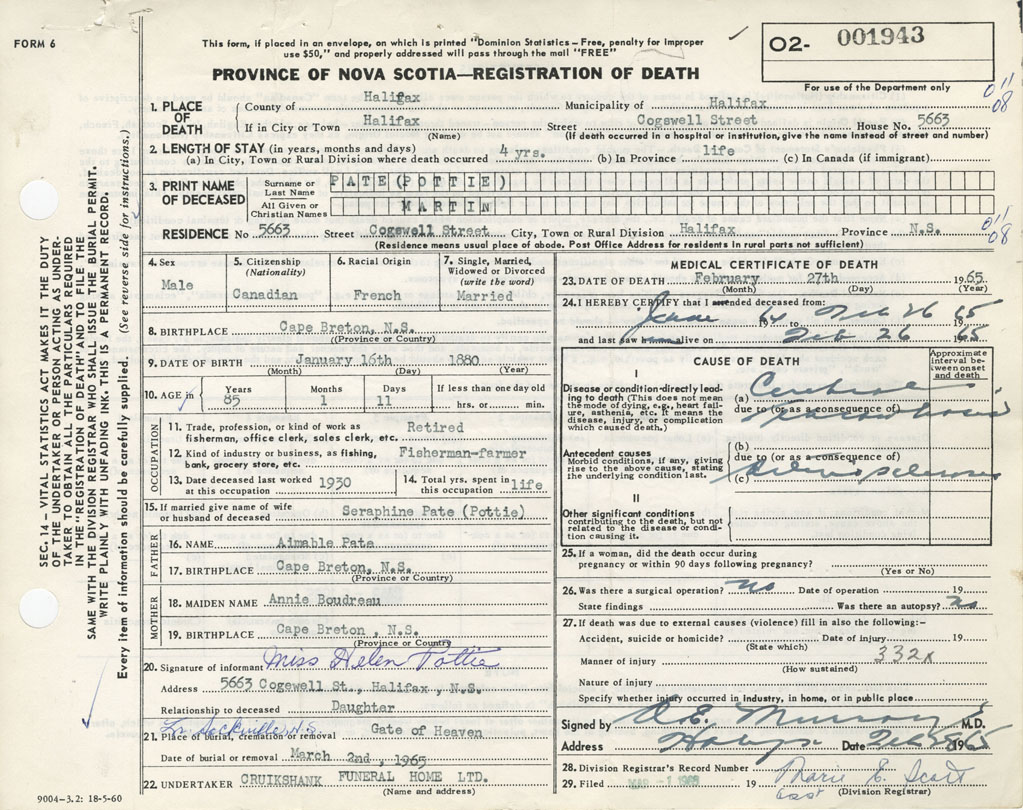 FORM 6
This form, if placed in an envelope, on which is printed "Dominion Statistics – Free, penalty for improper
use $50," and properly addressed will pass through the mail "FREE"
PROVINCE OF NOVA SCOTIA—REGISTRATION OF DEATH
O2- 001943
For use of the Department only
011
08
1. PLACE OF DEATH
County of Halifax Municipality of Halifax
If in City or Town Halifax Street Cogswell Street House No. 5663
(Name) (If death occurred in a hospital or institution, give the name instead of street and number)
2. LENGTH OF STAY (in years, months and days)
(a) In City, Town or Rural Division where death occurred 4 yrs. (b) In Province life (c) In Canada (if immigrant)
3. PRINT NAME OF DECEASED
Surname or Last Name PATE (POTTIE)
All Given or Christian Names MARTIN
RESIDENCE No 5663 Street Cogswell Street City, Town or Rural Division Halifax Province N.S.
(Residence means usual place of abode. Post Office Address for residents in rural parts not sufficient)
011
08
4. Sex
Male
5. Citizenship (Nationality)
Canadian
6. Racial Origin
French
7. Single, Married, Widowed or Divorced (write the word)
Married
8. BIRTHPLACE Cape Breton, N.S.
(Province or Country)
9. DATE OF BIRTH January 16th 1880
(Month) (Day) (Year)
10. AGE in Years Months Days If less than one day old
85 1 11 hrs. or min.
OCCUPATION
11. Trade, profession, or kind of work as Retired
fisherman, office clerk, sales clerk, etc.
12. Kind of industry or business, as fishing, Fisherman-farmer
bank, grocery store, etc.
13. Date deceased last worked at this occupation 1930
14. Total yrs. spent in this occupation life
15. If married give name of wife
or husband of deceased Seraphine Pate (Pottie)
FATHER
16. NAME Aimable Pate
17. BIRTHPLACE Cape Breton, N.S.
(Province or Country)
MOTHER
18. MAIDEN NAME Annie Boudreau
19. BIRTHPLACE Cape Breton, N.S.
(Province or Country)
20. Signature of informant Miss Helen Pottie
Address 5663 Cogewell St., Halifax, N.S.
Relationship to deceased Daughter
Lr. Sackville, N.S.
21. Place of burial, cremation or removal Gate of Heaven
Date of burial or removal March 2nd, 1965
22. UNDERTAKER CRUIKSHANK FUNERAL HOME LTD.
(Name and address)
9004-3.2: 18-5-60
MEDICAL CERTIFICATE OF DEATH
23. DATE OF DEATH February 27th 1965
(Month) (Day) (Year)
24. I HEREBY CERTIFY that I attended deceased from:
19 64 to Feb 26 19 65
and last saw alive on Feb 26 1965
CAUSE OF DEATH
Approximate interval between onset and death
I
Disease or condition directly leading to death (This does not mean
the mode of dying, e.g., heart failure, asthenia, etc. It means the
disease, injury, or complication
which caused death.)
(a) Cerebral
due to (or as a consequence of)
Thrombosis
Antecedent causes
Morbid conditions, if any, giving
rise to the above cause, stating
the underlying condition last.
(b)
due to (or as a consequence of)
(c) Arteriosclerosis
II
Other significant conditions
contributing to the death, but not
related to the disease or condition
causing it.
25. If a woman, did the death occur during
pregnancy or within 90 days following pregnancy?
(Yes or No)
26. Was there a surgical operation? no Date of operation 19
State findings Was there an autopsy? no
27. If death was due to external causes (violence) fill in also the following:–
Accident, suicide or homicide? Date of injury 19
(State which)
Manner of injury 332x
(How sustained)
Nature of injury
Specify whether injury occurred in industry, in home, or in public place
Signed by A.E. Murray M.D.
Address Halifax Date Feb 1965
28. Division Registrar's Record Number
29. Filed MAR -1 19 Marie E. Scott
asst (Division Registrar)
SEC. 14 – VITAL STATISTICS ACT MAKES IT THE DUTY
OF THE UNDERTAKER OR PERSON ACTING AS UNDER-
TAKER TO OBTAIN ALL THE PARTICULARS REQUIRED
IN THE "REGISTRATION OF DEATH" AND TO FILE THE
SAME WITH THE DIVISION REGISTRAR WHO SHALL ISSUE THE BURIAL PERMIT.
WRITE PLAINLY WITH UNFADING INK. THIS IS A PERMANENT RECORD.
Every item of information should be carefully supplied. (See reverse side for instructions.)